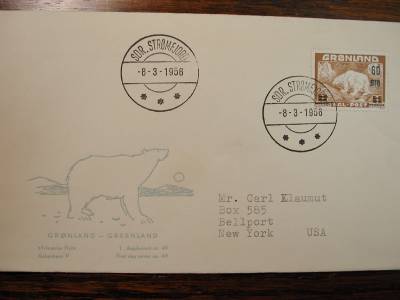 SDR. STRØMFJORD
-8-3-1956
GRØNLAND
60
ØRE
SDR. STRØMFJORD
-8-3-1956
Mr. Carl Klaumut
Box 585
Bellport
New York USA
GRØNLAND - GREENLAND
København V